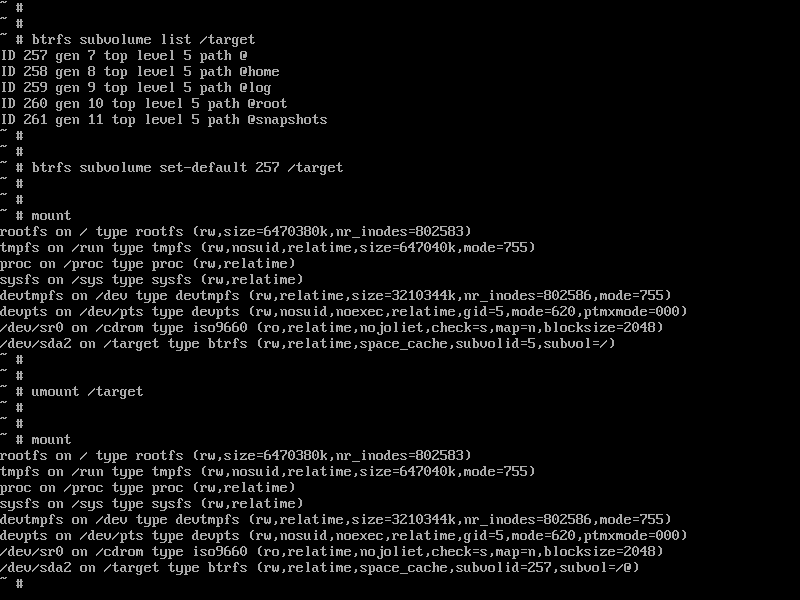 ~ #
~ #
~ # btrfs subvolume list /target
ID 257 gen 7 top level 5 path @
ID 258 gen 8 top level 5 path @home
ID 259 gen 9 top level 5 path @log
ID 260 gen 10 top level 5 path @root
ID 261 gen 11 top level 5 path @snapshots
~ #
~ #
~ # btrfs subvolume set-default 257 /target
~ #
~ #
~ # mount
rootfs on / type rootfs (rw,size=6470380k,nr_inodes=802583)
tmpfs on /run type tmpfs (rw,nosuid,relatime,size=647040k,mode=755)
proc on /proc type proc (rw,relatime)
sysfs on /sys type sysfs (rw,relatime)
devtmpfs on /dev type devtmpfs (rw,relatime,size=3210344k,nr_inodes=802586,mode=755)
devpts on /dev/pts type devpts (rw,nosuid,noexec,relatime,gid=5,mode=620,ptmxmode=000)
/dev/sr0 on /cdrom type iso9660 (ro,relatime,nojoliet,check=s,map=n,blocksize=2048)
/dev/sda2 on /target type btrfs (rw,relatime,space_cache,subvolid=5,subvol=/)
~ #
~ #
~ # umount /target
~ #
~ #
~ # mount
rootfs on / type rootfs (rw,size=6470380k,nr_inodes=802583)
tmpfs on /run type tmpfs (rw,nosuid,relatime,size=647040k,mode=755)
proc on /proc type proc (rw,relatime)
sysfs on /sys type sysfs (rw,relatime)
devtmpfs on /dev type devtmpfs (rw,relatime,size=3210344k,nr_inodes=802586,mode=755)
devpts on /dev/pts type devpts (rw,nosuid,noexec,relatime,gid=5,mode=620,ptmxmode=000)
/dev/sr0 on /cdrom type iso9660 (ro,relatime,nojoliet,check=s,map=n,blocksize=2048)
/dev/sda2 on /target type btrfs (rw,relatime,space_cache,subvolid=257,subvol=/@)
~ #